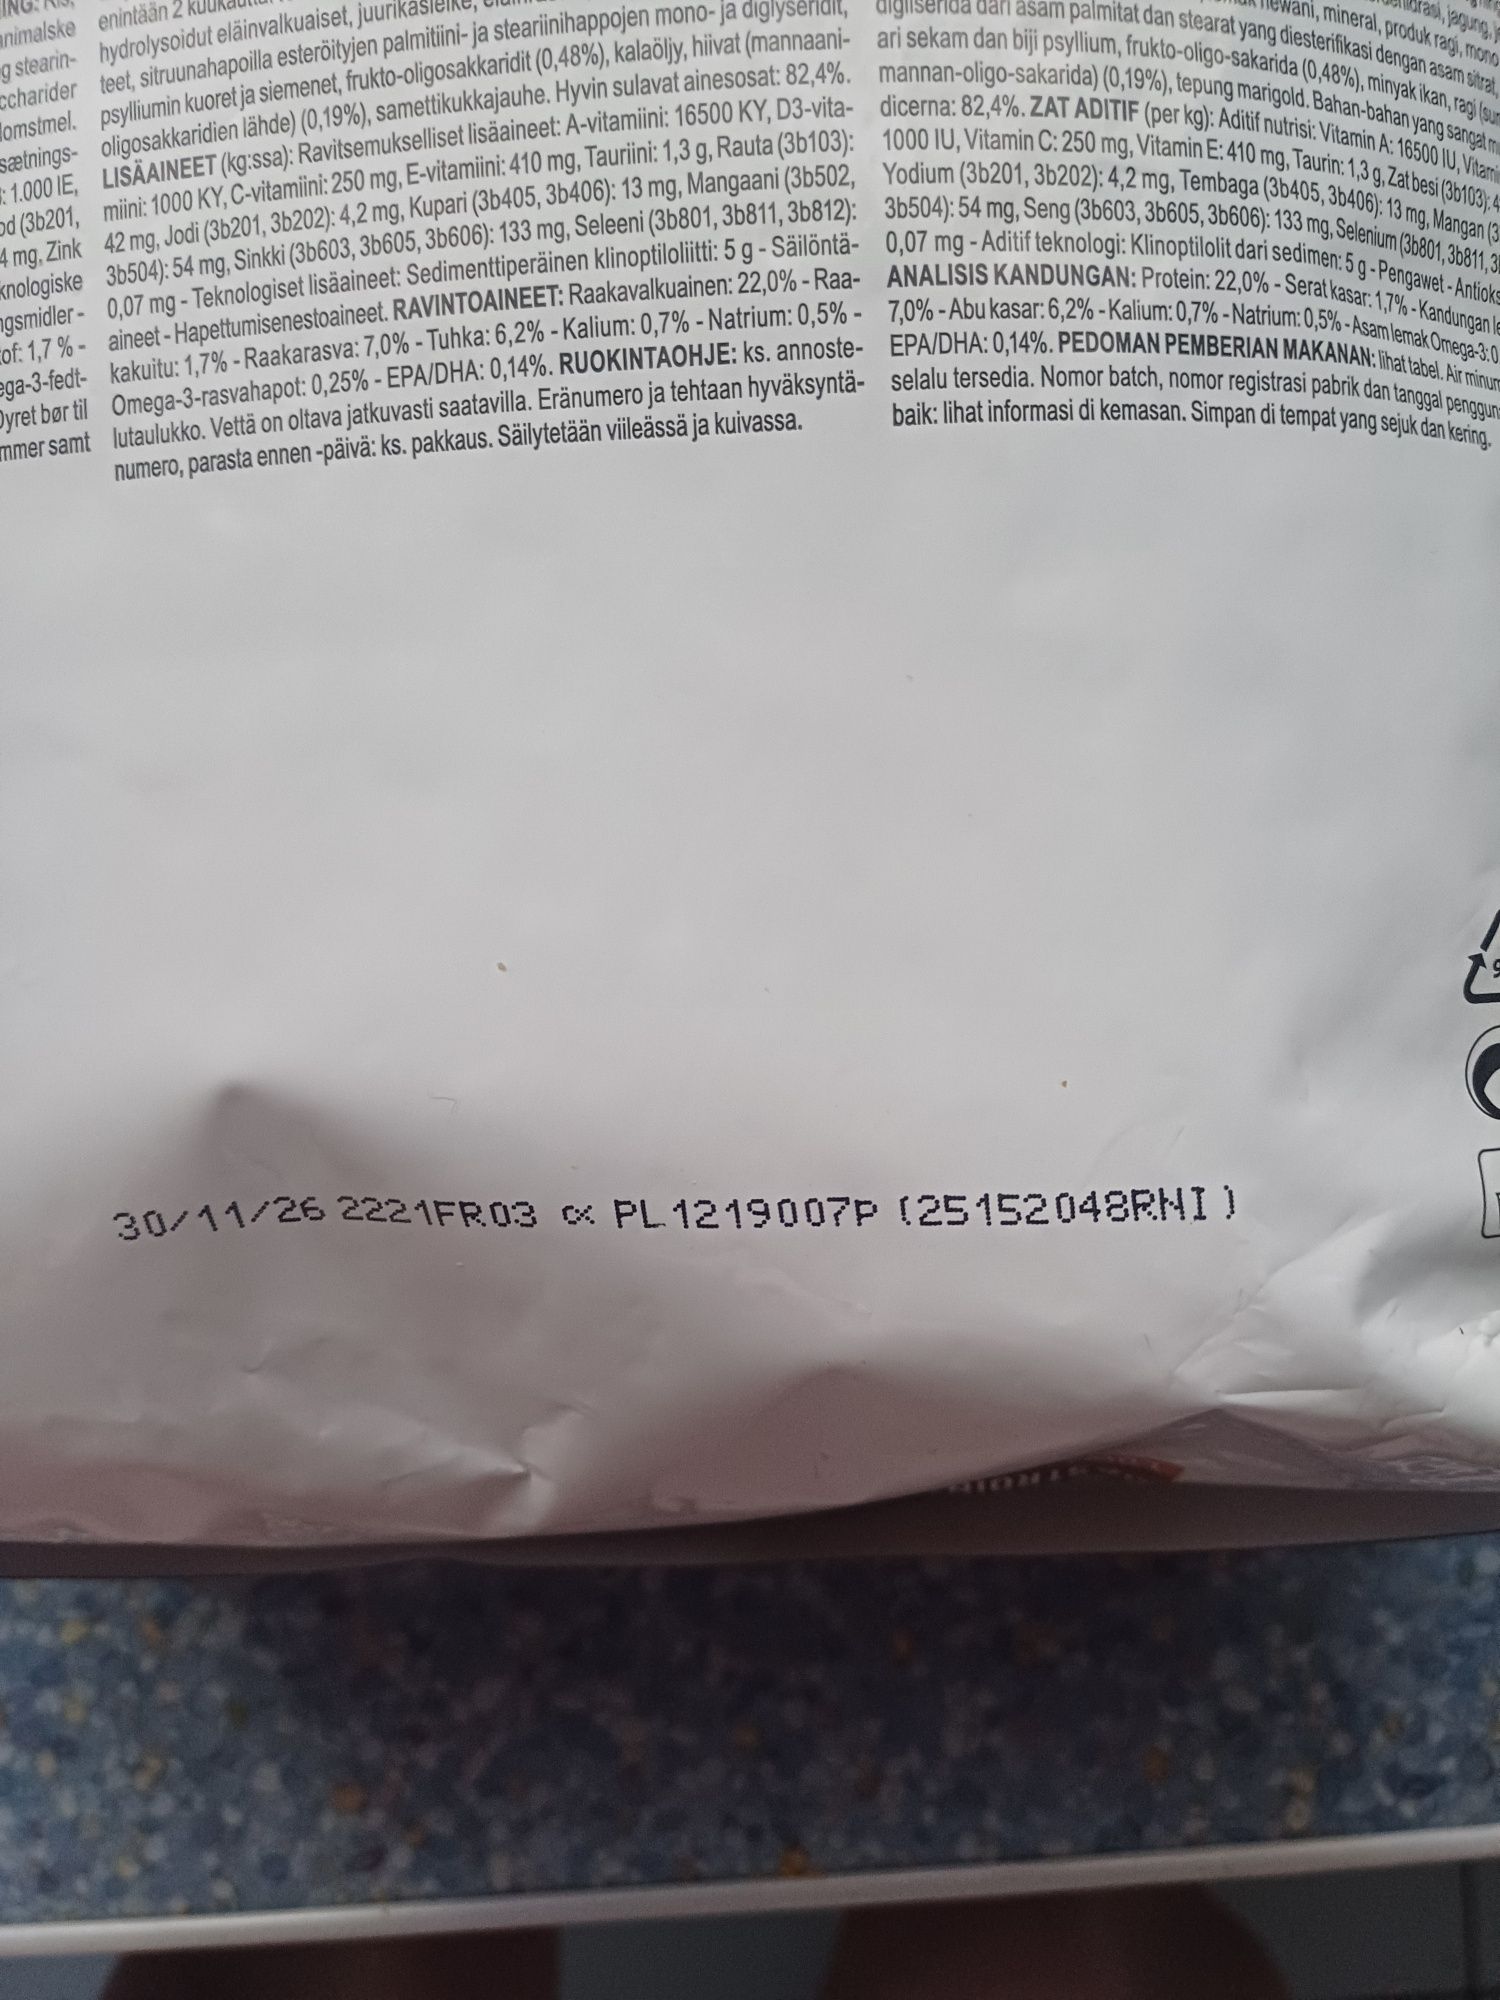 animalske
g stearin-
ccharider
lomstmel.
sætnings-
: 1.000 IE,
od (3b201,
4 mg, Zink
knologiske
ngsmidler -
tof: 1,7 % -
ega-3-fedt-
Dyret bør til
mmer samt
enintään 2
hydrolysoidut eläinvalkuaiset, juurikasleike,
teet, sitruunahapoilla esteröityjen palmitiini- ja steariinihappojen mono- ja diglyseridit,
psylliumin kuoret ja siemenet, frukto-oligosakkaridit (0,48%), kalaöljy, hiivat (mannaani-
oligosakkaridien lähde) (0,19%), samettikukkajauhe. Hyvin sulavat ainesosat: 82,4%.
LISÄAINEET (kg:ssa): Ravitsemukselliset lisäaineet: A-vitamiini: 16500 KY, D3-vita-
miini: 1000 KY, C-vitamiini: 250 mg, E-vitamiini: 410 mg, Tauriini: 1,3 g, Rauta (3b103):
42 mg, Jodi (3b201, 3b202): 4,2 mg, Kupari (3b405, 3b406): 13 mg, Mangaani (3b502,
3b504): 54 mg, Sinkki (3b603, 3b605, 3b606): 133 mg, Seleeni (3b801, 3b811, 3b812):
0,07 mg - Teknologiset lisäaineet: Sedimenttiperäinen klinoptiloliitti: 5 g - Säilöntä-
aineet - Hapettumisenestoaineet. RAVINTOAINEET: Raakavalkuainen: 22,0% - Raa-
kakuitu: 1,7% - Raakarasva: 7,0% - Tuhka: 6,2% - Kalium: 0,7% - Natrium: 0,5% -
Omega-3-rasvahapot: 0,25% - EPA/DHA: 0,14%. RUOKINTAOHJE: ks. annoste-
lutaulukko. Vettä on oltava jatkuvasti saatavilla. Eränumero ja tehtaan hyväksyntä-
numero, parasta ennen -päivä: ks. pakkaus. Säilytetään viileässä ja kuivassa.
hewani, mineral, produk ragi, mono
digliserida dari asam palmitat dan stearat yang diesterifikasi dengan asam sitrat,
ari sekam dan biji psyllium, frukto-oligo-sakarida (0,48%), minyak ikan, ragi (sum
mannan-oligo-sakarida) (0,19%), tepung marigold. Bahan-bahan yang sangat m
dicerna: 82,4%. ZAT ADITIF (per kg): Aditif nutrisi: Vitamin A: 16500 IU, Vitami
1000 IU, Vitamin C: 250 mg, Vitamin E: 410 mg, Taurin: 1,3 g, Zat besi (3b103): 4
Yodium (3b201, 3b202): 4,2 mg, Tembaga (3b405, 3b406): 13 mg, Mangan (3
3b504): 54 mg, Seng (3b603, 3b605, 3b606): 133 mg, Selenium (3b801, 3b811, 3
0,07 mg - Aditif teknologi: Klinoptilolit dari sedimen: 5 g - Pengawet - Antioks
ANALISIS KANDUNGAN: Protein: 22,0% - Serat kasar: 1,7% - Kandungan le
7,0% - Abu kasar: 6,2% - Kalium: 0,7% - Natrium: 0,5% - Asam lemak Omega-3: 0
EPA/DHA: 0,14%. PEDOMAN PEMBERIAN MAKANAN: lihat tabel. Air minum
selalu tersedia. Nomor batch, nomor registrasi pabrik dan tanggal penggun
baik: lihat informasi di kemasan. Simpan di tempat yang sejuk dan kering.
30/11/26 2221FR03 ∝ PL1219007P (25152048RNI)